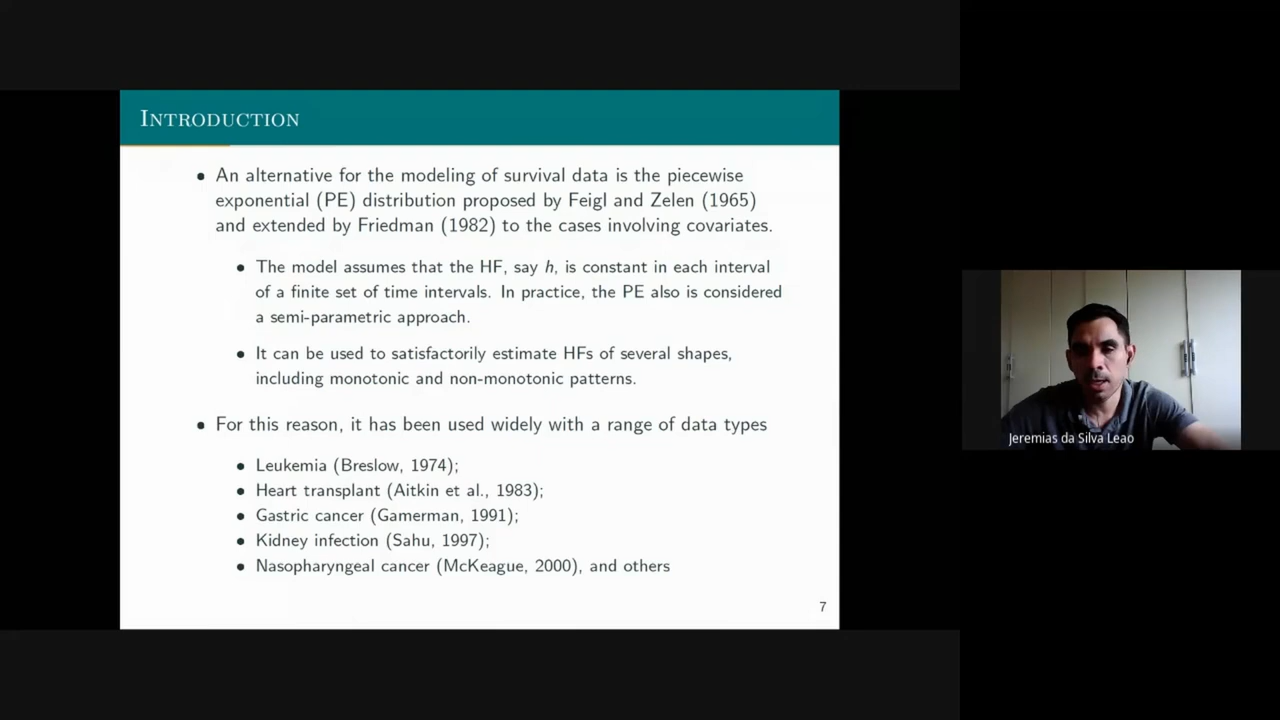 Introduction
• An alternative for the modeling of survival data is the piecewise
exponential (PE) distribution proposed by Feigl and Zelen (1965)
and extended by Friedman (1982) to the cases involving covariates.
• The model assumes that the HF, say h, is constant in each interval
of a finite set of time intervals. In practice, the PE also is considered
a semi-parametric approach.
• It can be used to satisfactorily estimate HFs of several shapes,
including monotonic and non-monotonic patterns.
• For this reason, it has been used widely with a range of data types
• Leukemia (Breslow, 1974);
• Heart transplant (Aitkin et al., 1983);
• Gastric cancer (Gamerman, 1991);
• Kidney infection (Sahu, 1997);
• Nasopharyngeal cancer (McKeague, 2000), and others
7
Jeremias da Silva Leao